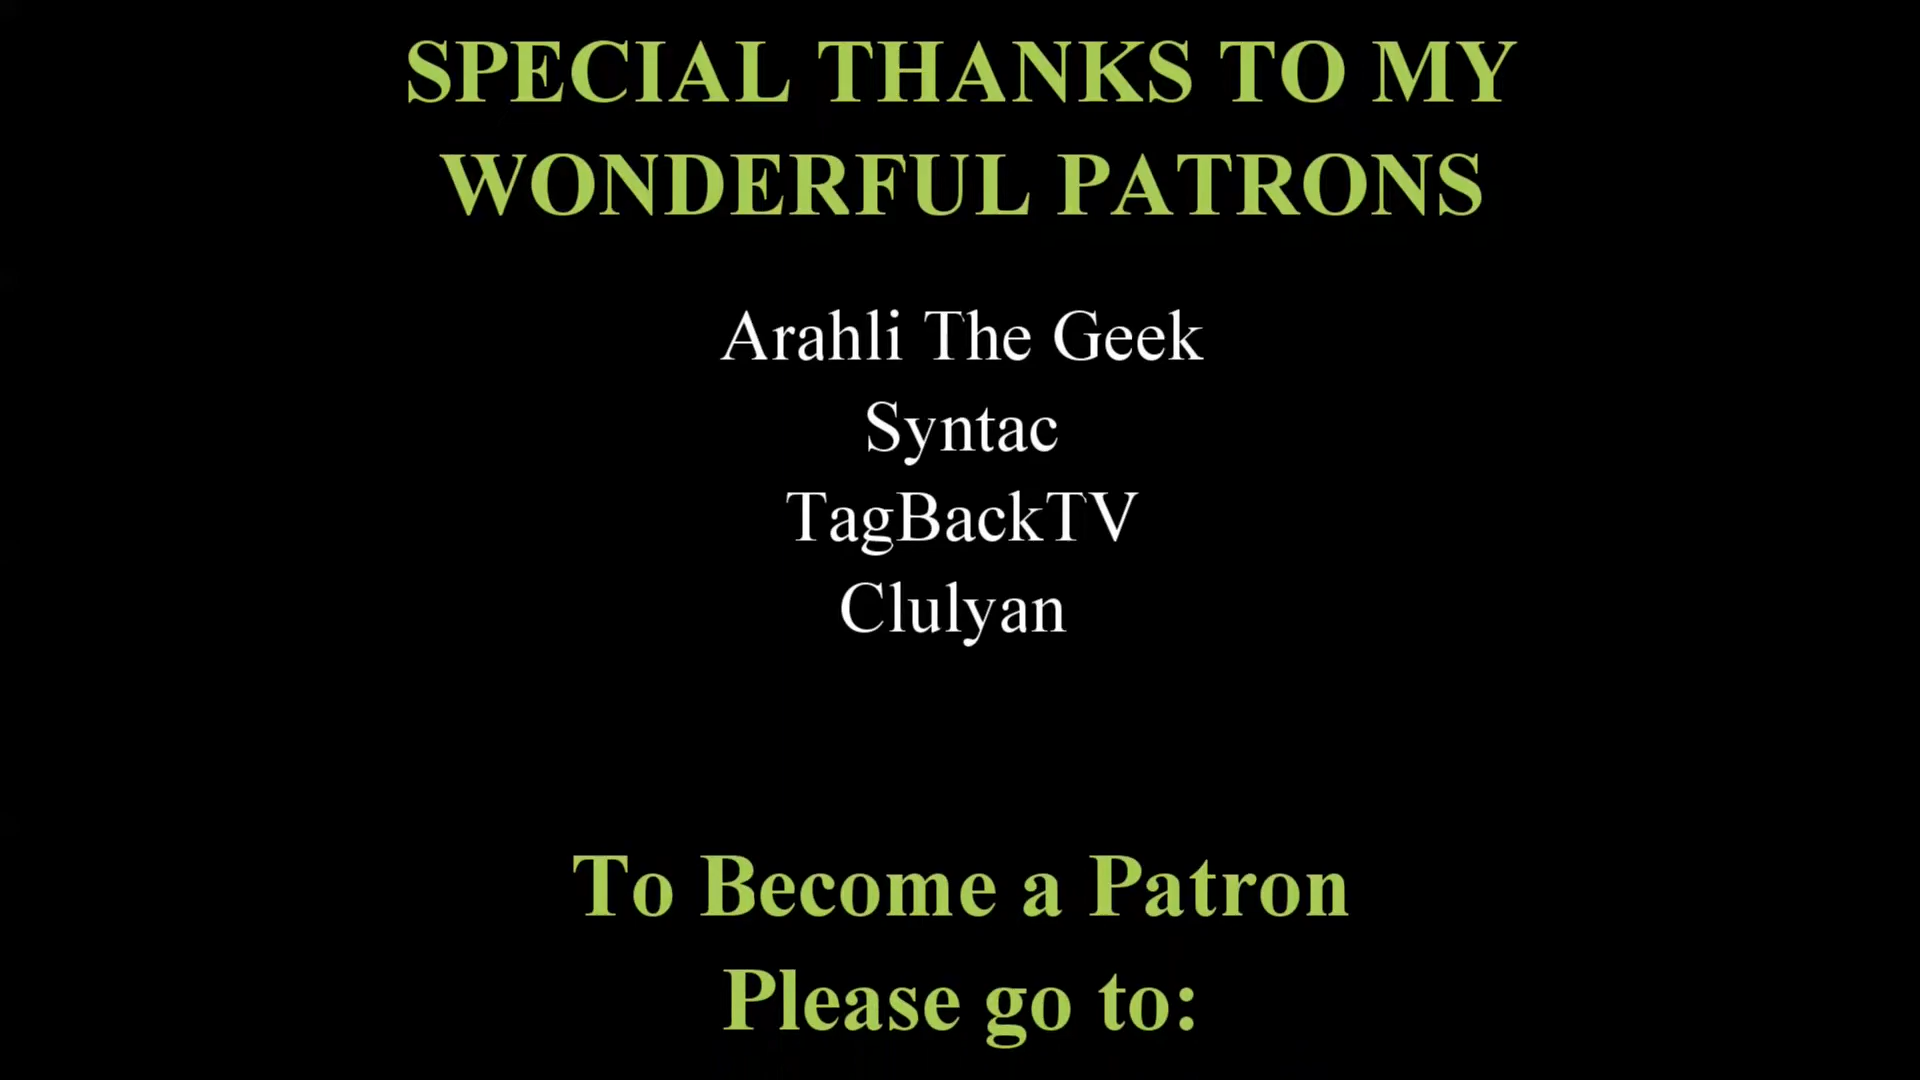 SPECIAL THANKS TO MY
WONDERFUL PATRONS
Arahli The Geek
Syntac
TagBackTV
Clulyan
To Become a Patron
Please go to: